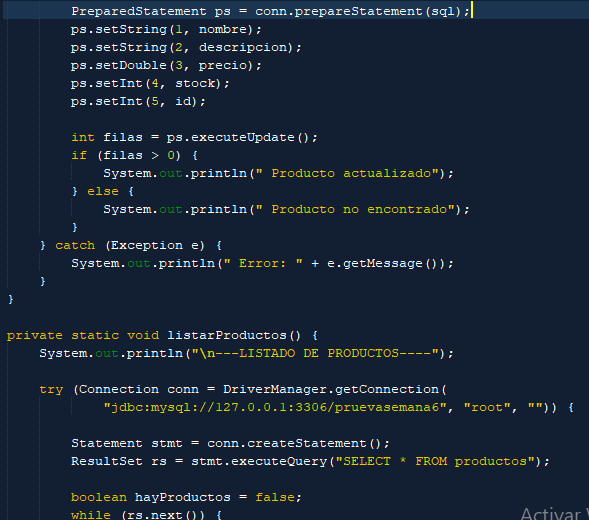 PreparedStatement ps = conn.prepareStatement(sql);
ps.setString(1, nombre);
ps.setString(2, descripcion);
ps.setDouble(3, precio);
ps.setInt(4, stock);
ps.setInt(5, id);
int filas = ps.executeUpdate();
if (filas > 0) {
System.out.println(" Producto actualizado");
} else {
System.out.println(" Producto no encontrado");
}
} catch (Exception e) {
System.out.println(" Error: " + e.getMessage());
}
}
private static void listarProductos() {
System.out.println("\n---LISTADO DE PRODUCTOS----");
try (Connection conn = DriverManager.getConnection(
"jdbc:mysql://127.0.0.1:3306/pruevasemana6", "root", "")) {
Statement stmt = conn.createStatement();
ResultSet rs = stmt.executeQuery("SELECT * FROM productos");
boolean hayProductos = false;
while (rs.next()) {
Activar